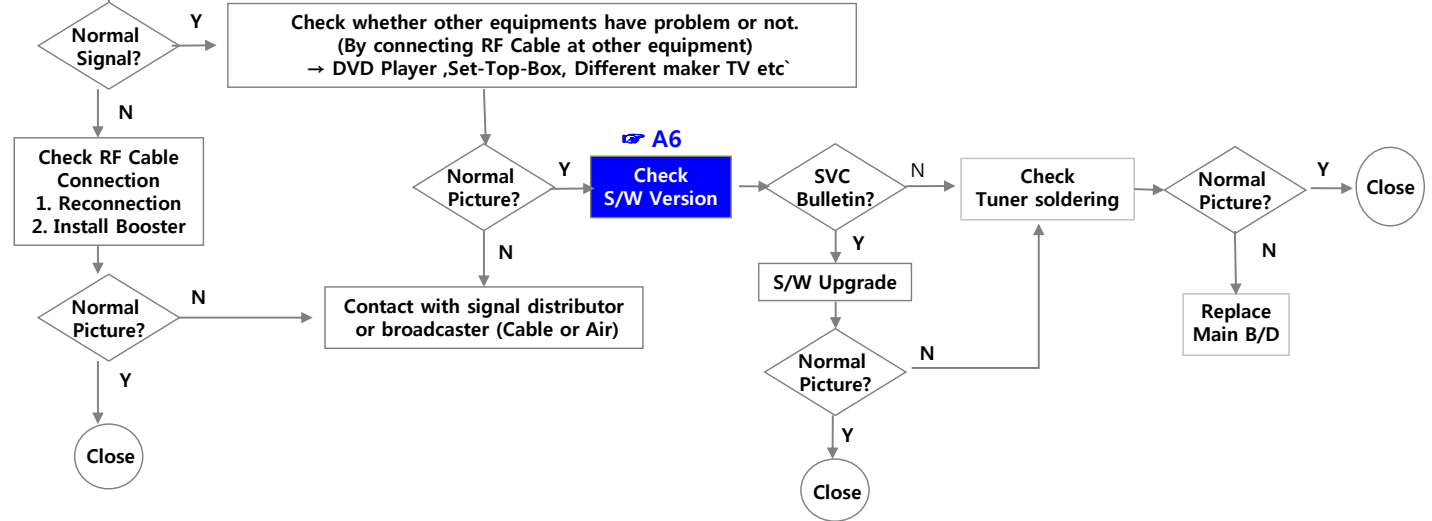 Normal
Signal?
Y
Check whether other equipments have problem or not.
(By connecting RF Cable at other equipment)
→ DVD Player ,Set-Top-Box, Different maker TV etc`
N
Check RF Cable
Connection
1. Reconnection
2. Install Booster
Normal
Picture?
N
Y
Close
Normal
Picture?
Y
N
Contact with signal distributor
or broadcaster (Cable or Air)
☞ A6
Check
S/W Version
SVC
Bulletin?
N
Y
S/W Upgrade
Normal
Picture?
N
Y
Close
Check
Tuner soldering
Normal
Picture?
Y
Close
N
Replace
Main B/D